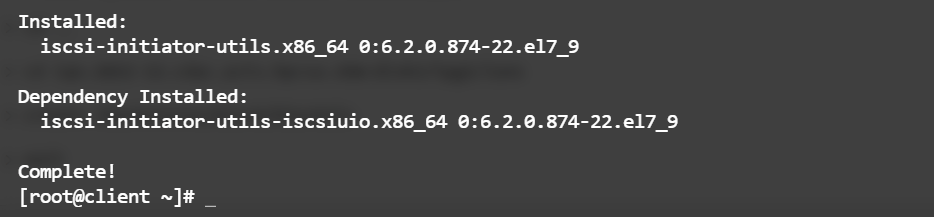 Installed:
  iscsi-initiator-utils.x86_64 0:6.2.0.874-22.el7_9
Dependency Installed:
  iscsi-initiator-utils-iscsiuio.x86_64 0:6.2.0.874-22.el7_9
Complete!
[root@client ~]# _